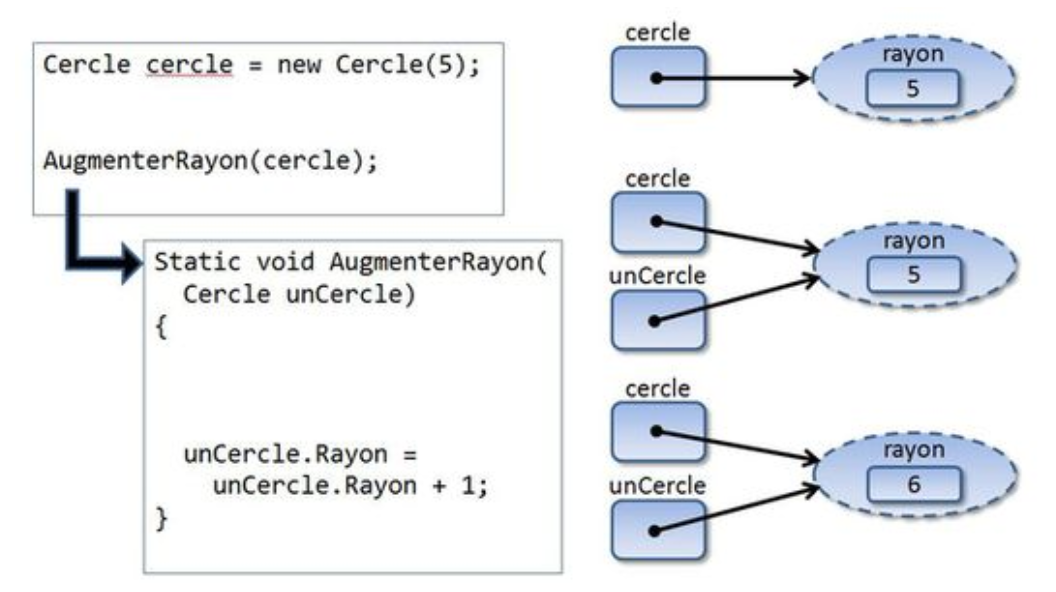 Cercle cercle = new Cercle(5);
AugmenterRayon(cercle);
Static void AugmenterRayon(
Cercle unCercle)
{
unCercle.Rayon =
unCercle.Rayon + 1;
}
cercle
rayon
5
cercle
unCercle
rayon
5
cercle
unCercle
rayon
6